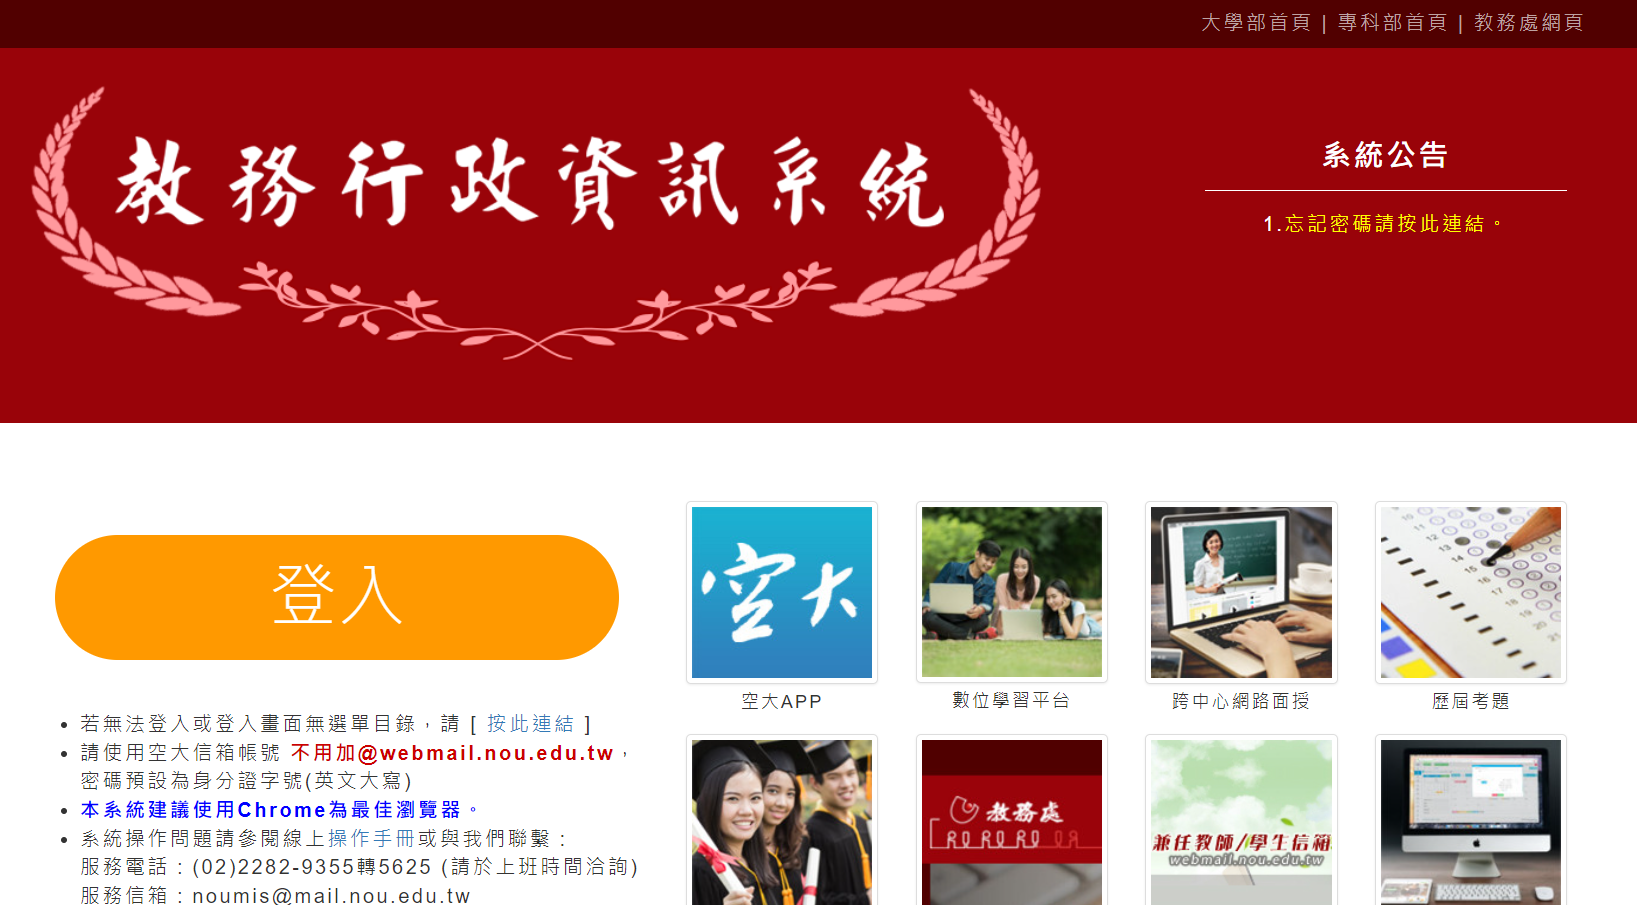 大學部首頁 | 專科部首頁 | 教務處網頁
教務行政資訊系統
系統公告
1.忘記密碼請按此連結。
登入
若無法登入或登入畫面無選單目錄，請 [ 按此連結 ]
請使用空大信箱帳號 不用加@webmail.nou.edu.tw，
密碼預設為身分證字號(英文大寫)
本系統建議使用Chrome為最佳瀏覽器。
系統操作問題請參閱線上操作手冊或與我們聯繫：
服務電話：(02)2282-9355轉5625 (請於上班時間洽詢)
服務信箱：noumis@mail.nou.edu.tw
空大
空大APP
數位學習平台
跨中心網路面授
歷屆考題
教務處
兼任教師/學生信箱
webmail.nou.edu.tw